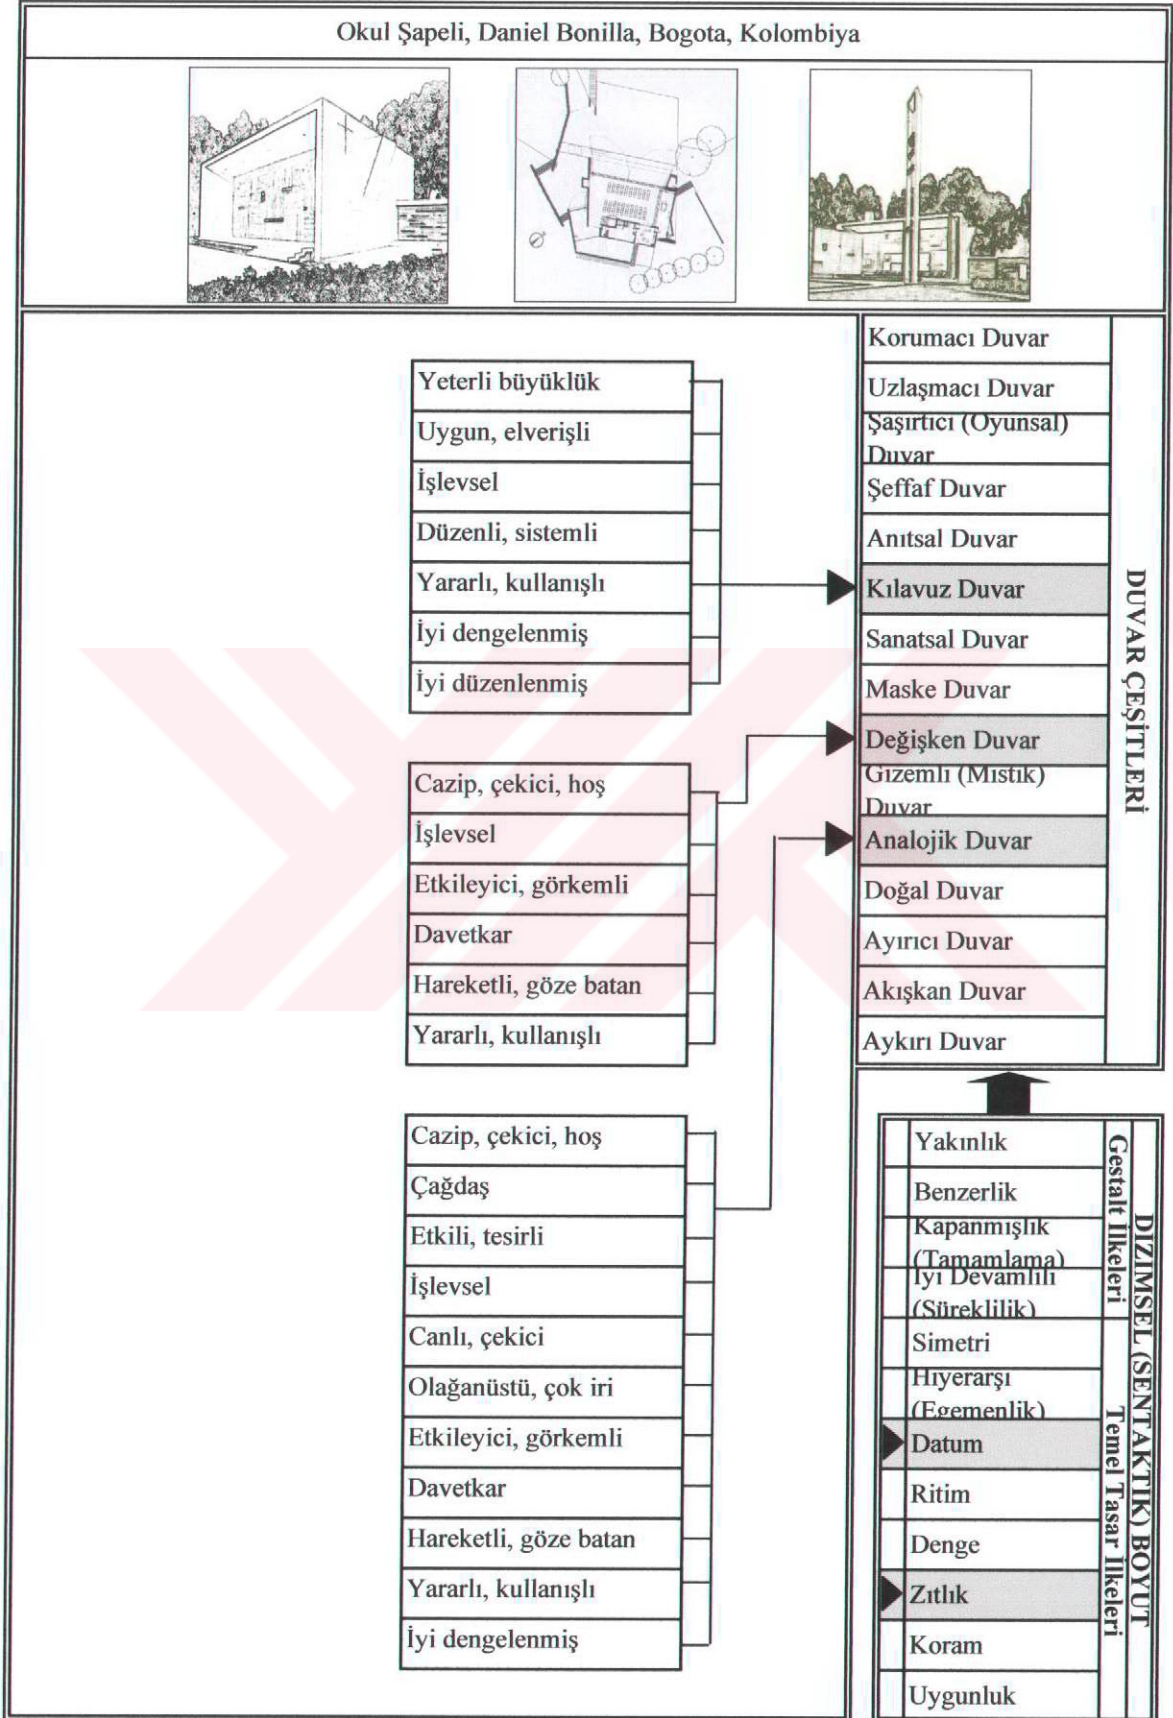 Okul Şapeli, Daniel Bonilla, Bogota, Kolombiya
Yeterli büyüklük
Uygun, elverişli
İşlevsel
Düzenli, sistemli
Yararlı, kullanışlı
İyi dengelenmiş
İyi düzenlenmiş
Cazip, çekici, hoş
İşlevsel
Etkileyici, görkemli
Davetkar
Hareketli, göze batan
Yararlı, kullanışlı
Cazip, çekici, hoş
Çağdaş
Etkili, tesirli
İşlevsel
Canlı, çekici
Olağanüstü, çok iri
Etkileyici, görkemli
Davetkar
Hareketli, göze batan
Yararlı, kullanışlı
İyi dengelenmiş
Korumacı Duvar
Uzlaşmacı Duvar
Şaşırtıcı (Oyunsal)
Duvar
Şeffaf Duvar
Anıtsal Duvar
Kılavuz Duvar
Sanatsal Duvar
Maske Duvar
Değişken Duvar
Gizemli (Mistik)
Duvar
Analojik Duvar
Doğal Duvar
Ayırıcı Duvar
Akışkan Duvar
Aykırı Duvar
DUVAR ÇEŞİTLERİ
Yakınlık
Benzerlik
Kapanmışlık
(Tamamlama)
İyi Devamlılı
(Süreklilik)
Simetri
Hiyerarşi
(Egemenlik)
Datum
Ritim
Denge
Zıtlık
Koram
Uygunluk
Gestalt İlkeleri
Temel Tasar İlkeleri
DİZİMSEL (SENTAKTİK) BOYUT